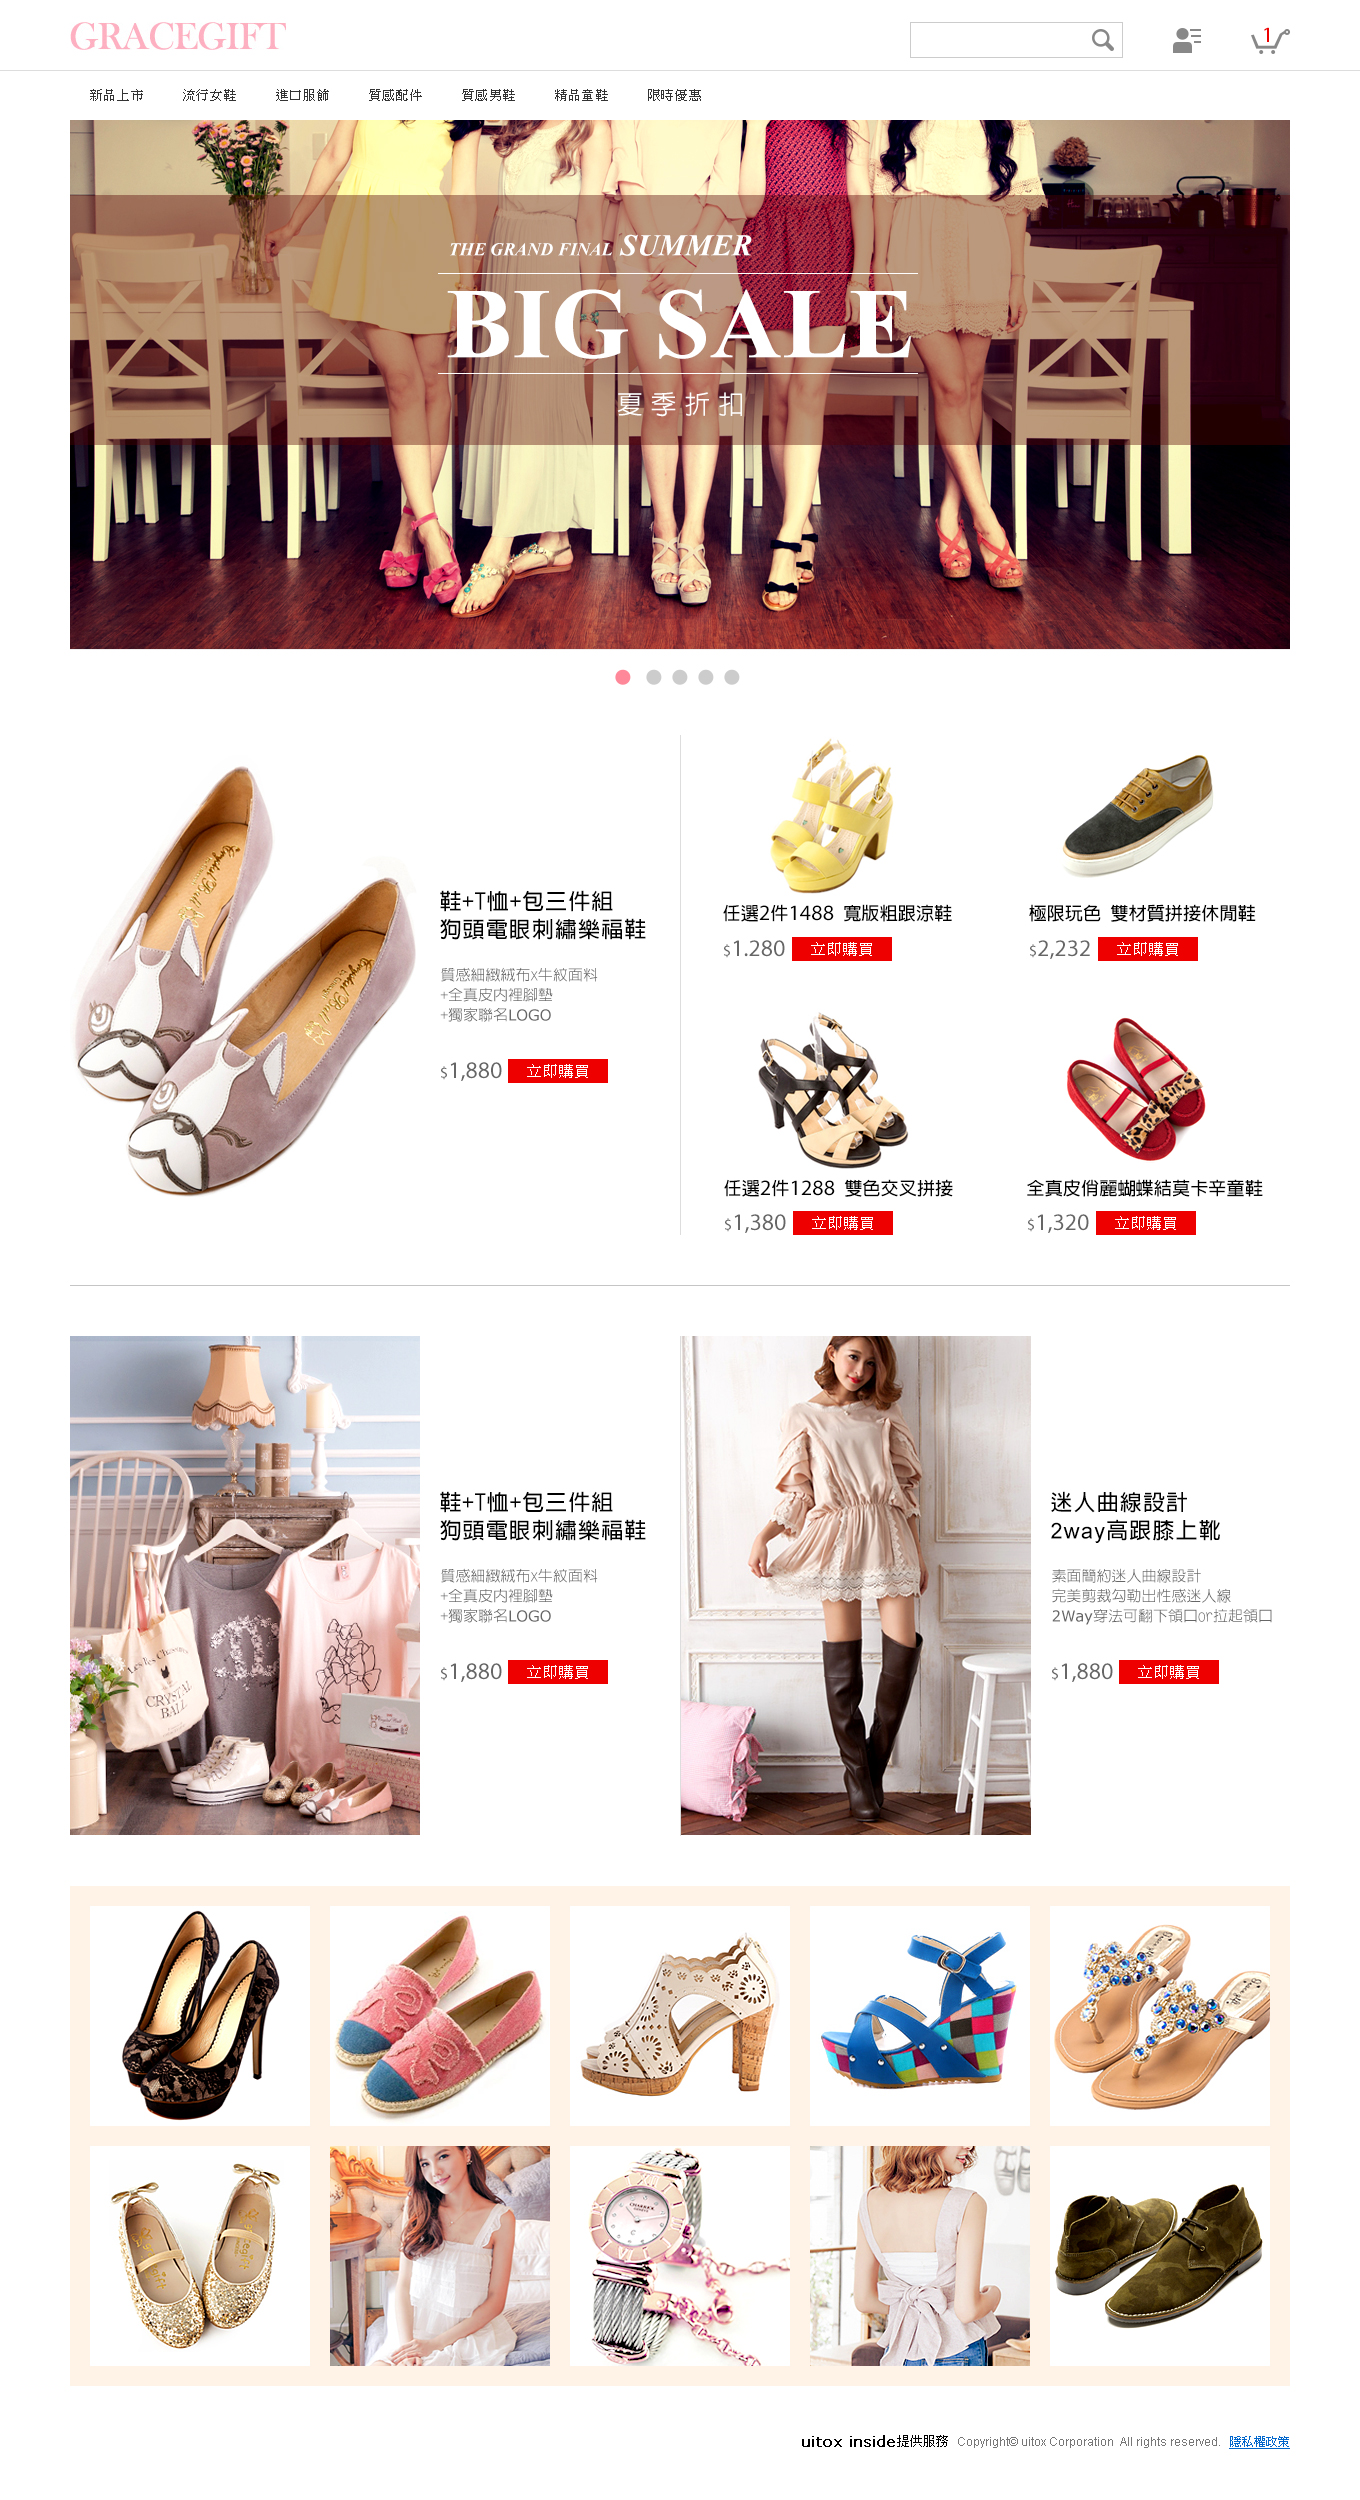 GRACEGIFT
1
新品上市 流行女鞋 進口服飾 質感配件 質感男鞋 精品童鞋 限時優惠
THE GRAND FINAL SUMMER
BIG SALE
夏季折扣
鞋+T恤+包三件組
狗頭電眼刺繡樂福鞋
質感細緻絨布x牛紋面料
+全真皮内裡腳墊
+獨家聯名LOGO
$1,880 立即購買
任選2件1488 寬版粗跟涼鞋
$1.280 立即購買
極限玩色 雙材質拼接休閒鞋
$2,232 立即購買
任選2件1288 雙色交叉拼接
$1,380 立即購買
全真皮俏麗蝴蝶結莫卡辛童鞋
$1,320 立即購買
鞋+T恤+包三件組
狗頭電眼刺繡樂福鞋
質感細緻絨布x牛紋面料
+全真皮内裡腳墊
+獨家聯名LOGO
$1,880 立即購買
迷人曲線設計
2way高跟膝上靴
素面簡約迷人曲線設計
完美剪裁勾勒出性感迷人線
2Way穿法可翻下領口or拉起領口
$1,880 立即購買
CRYSTAL
BALL
uitox inside提供服務 Copyright© uitox Corporation All rights reserved. 隱私權政策